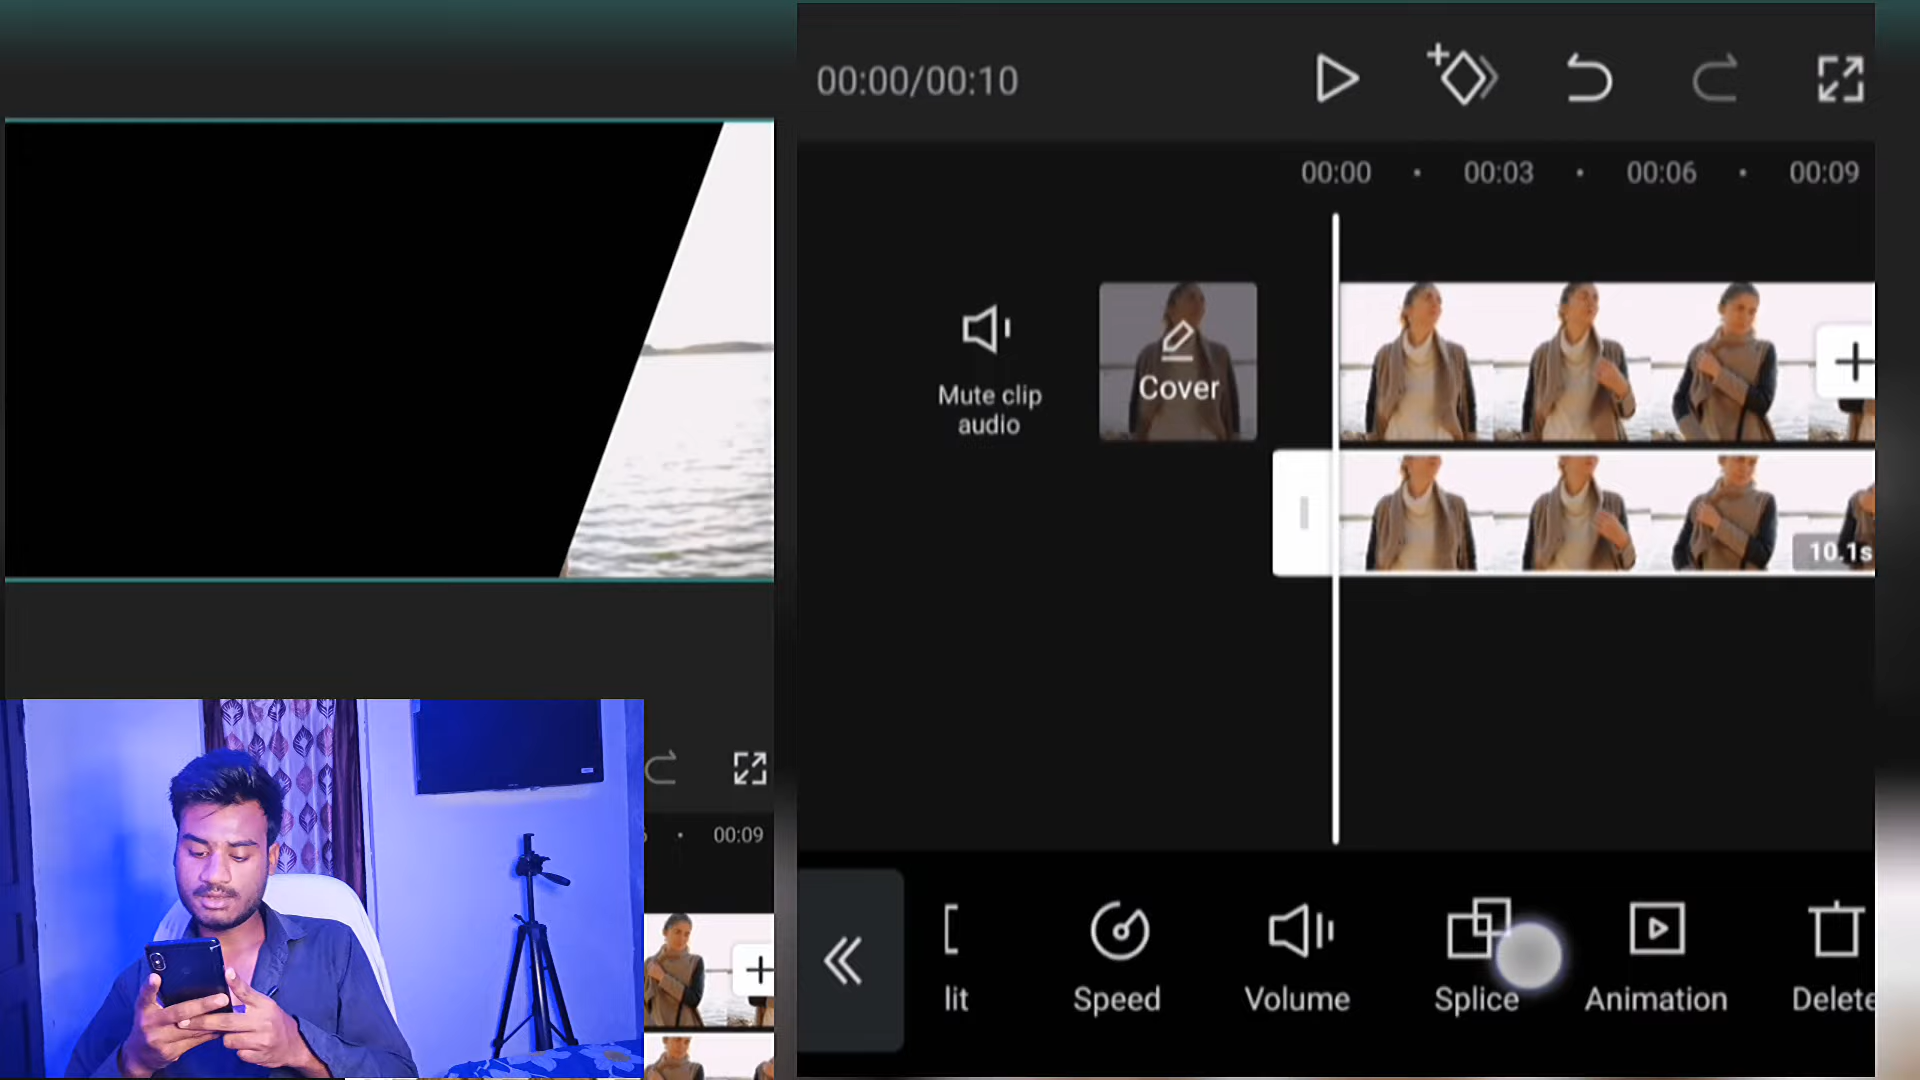 00:00/00:10
00:00 00:03 00:06 00:09
Mute clip
audio
Cover
10.1s
00:09
lit Speed Volume Splice Animation Delete